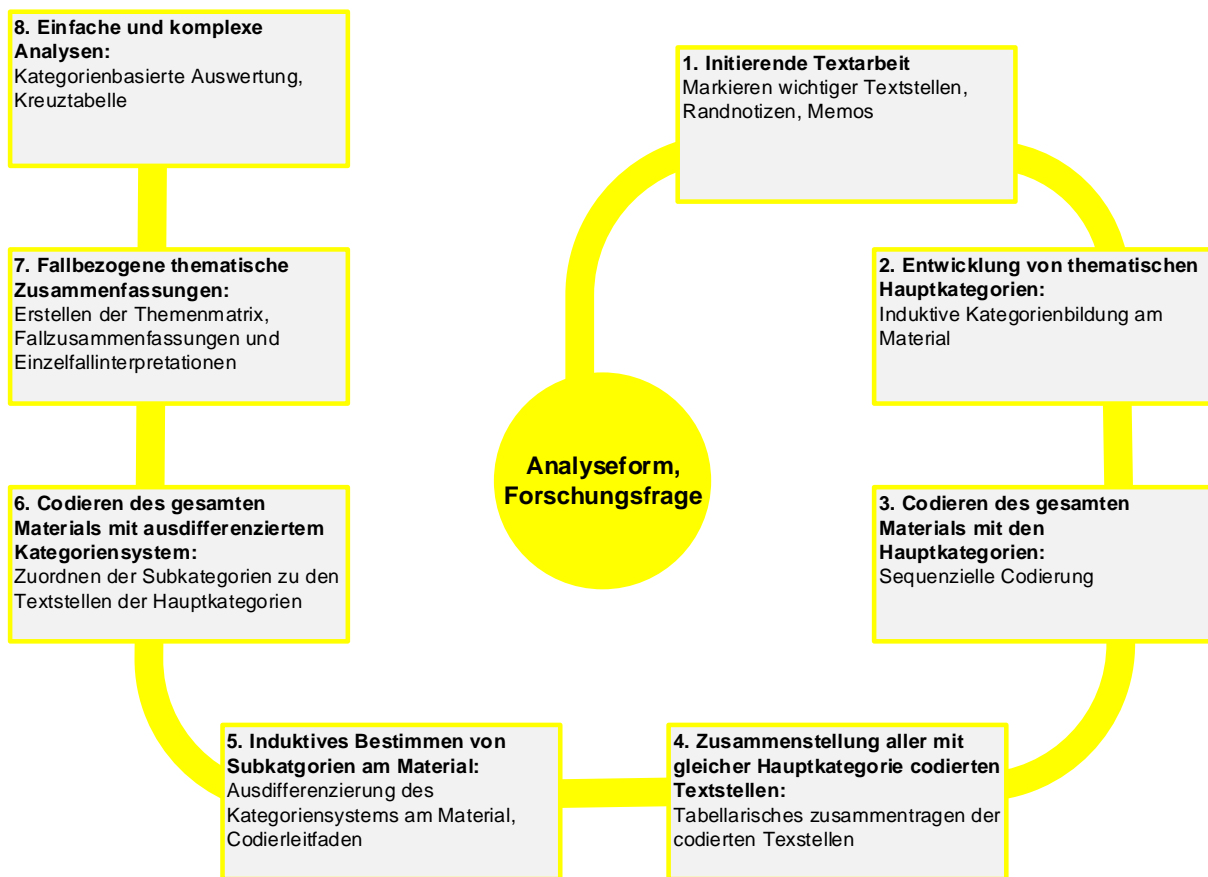 8. Einfache und komplexe
Analysen:
Kategorienbasierte Auswertung,
Kreuztabelle
1. Initierende Textarbeit
Markieren wichtiger Textstellen,
Randnotizen, Memos
7. Fallbezogene thematische
Zusammenfassungen:
Erstellen der Themenmatrix,
Fallzusammenfassungen und
Einzelfallinterpretationen
2. Entwicklung von thematischen
Hauptkategorien:
Induktive Kategorienbildung am
Material
Analyseform,
Forschungsfrage
6. Codieren des gesamten
Materials mit ausdifferenziertem
Kategoriensystem:
Zuordnen der Subkategorien zu den
Textstellen der Hauptkategorien
3. Codieren des gesamten
Materials mit den
Hauptkategorien:
Sequenzielle Codierung
5. Induktives Bestimmen von
Subkatgorien am Material:
Ausdifferenzierung des
Kategoriensystems am Material,
Codierleitfaden
4. Zusammenstellung aller mit
gleicher Hauptkategorie codierten
Textstellen:
Tabellarisches zusammentragen der
codierten Texstellen